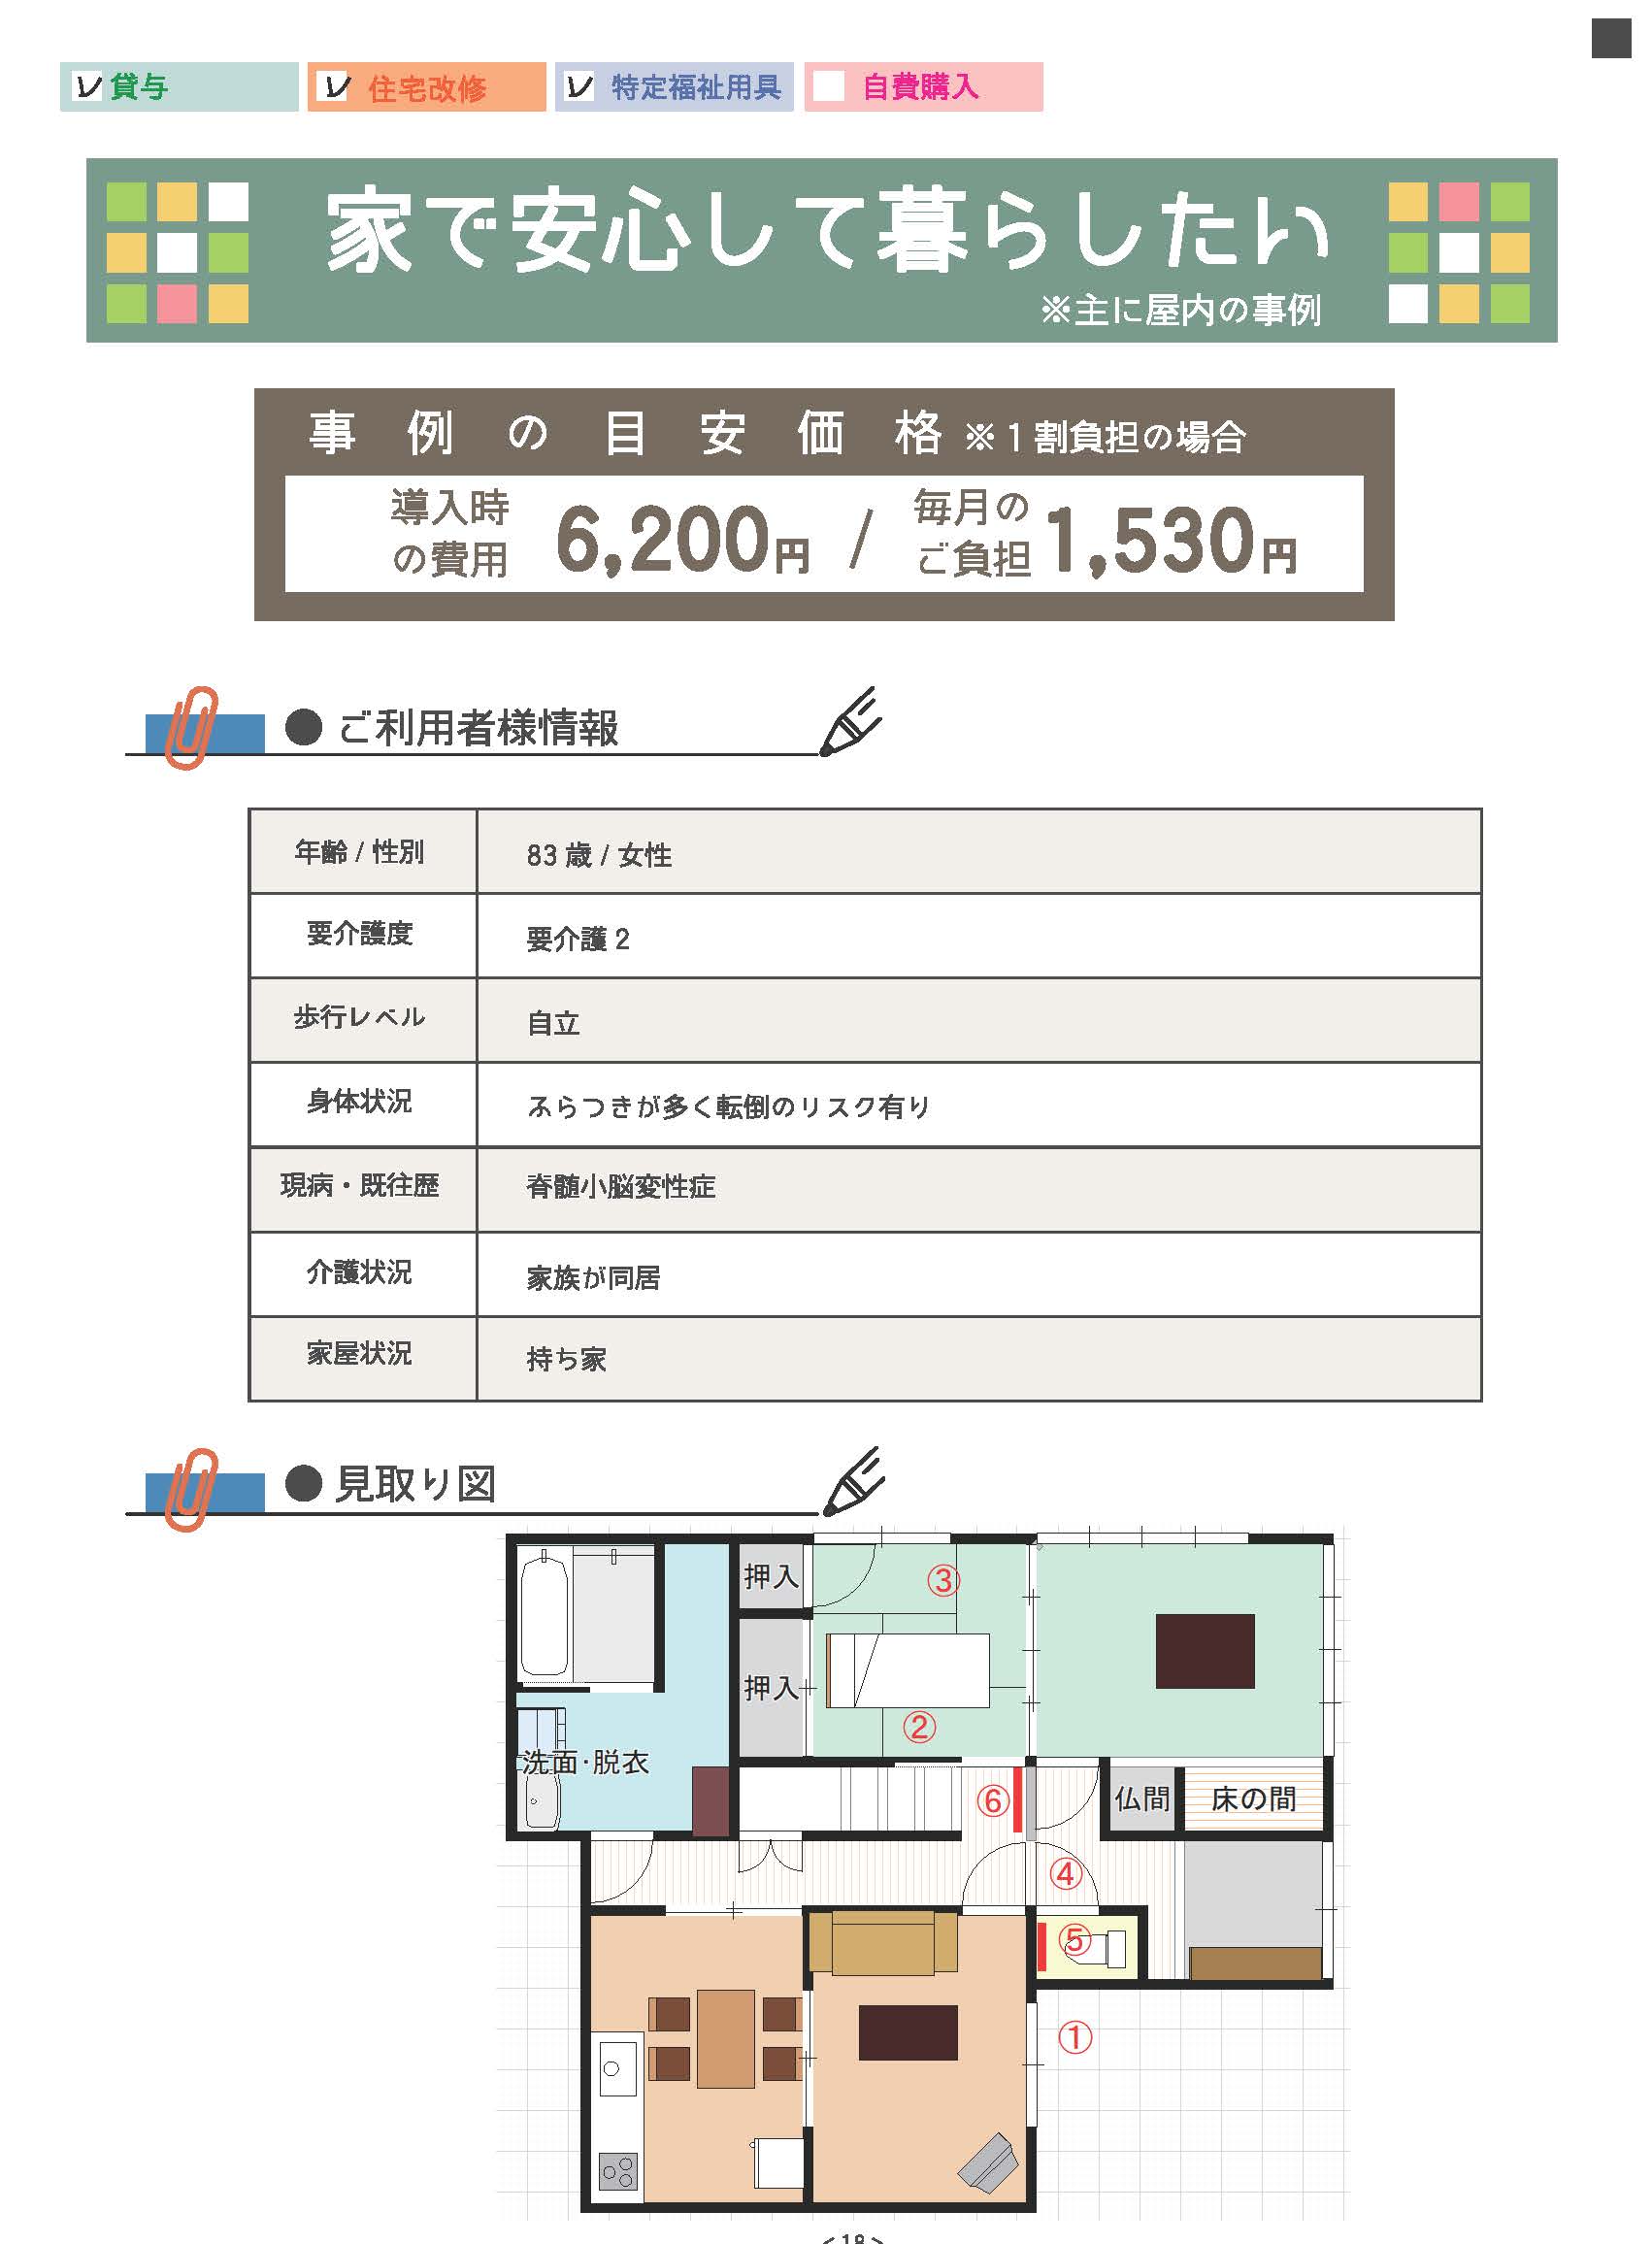 貸与 住宅改修 特定福祉用具 自費購入
家で安心して暮らしたい
※主に屋内の事例
事例の目安価格 ※1割負担の場合
導入時の費用 6,200円 / 毎月のご負担 1,530円
●ご利用者様情報
年齢 / 性別 83 歳 / 女性
要介護度 要介護 2
歩行レベル 自立
身体状況 ふらつきが多く転倒のリスク有り
現病・既往歴 脊髄小脳変性症
介護状況 家族が同居
家屋状況 持ち家
●見取り図
押入
③
押入
②
洗面・脱衣
⑥
仏間
床の間
④
⑤
①
<18>